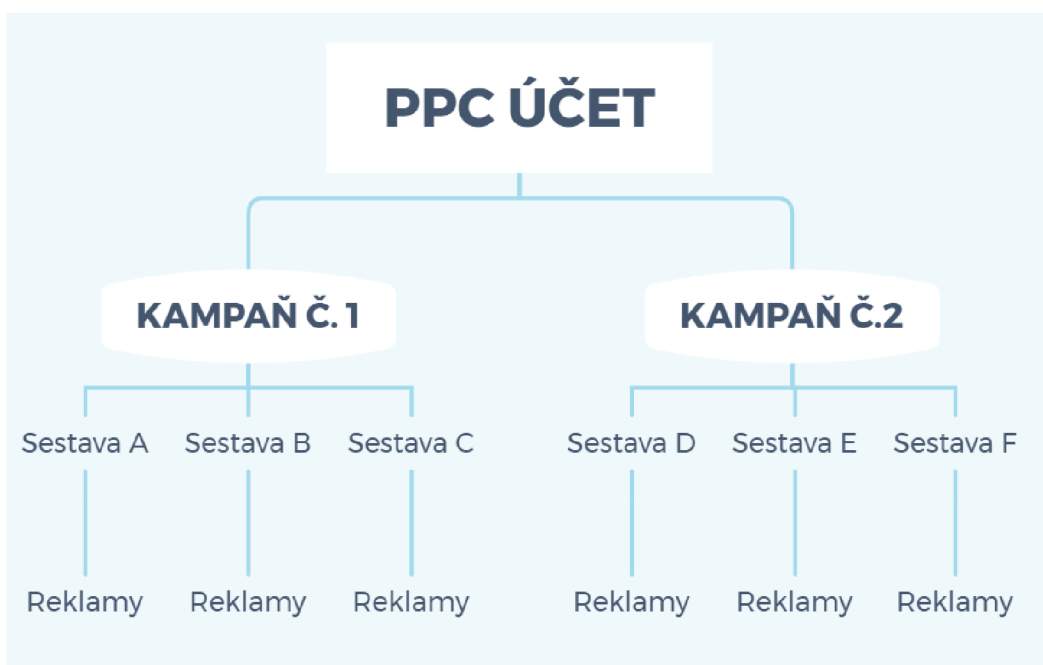 PPC ÚČET
KAMPAŇ Č. 1
KAMPAŇ Č.2
Sestava A
Sestava B
Sestava C
Sestava D
Sestava E
Sestava F
Reklamy
Reklamy
Reklamy
Reklamy
Reklamy
Reklamy